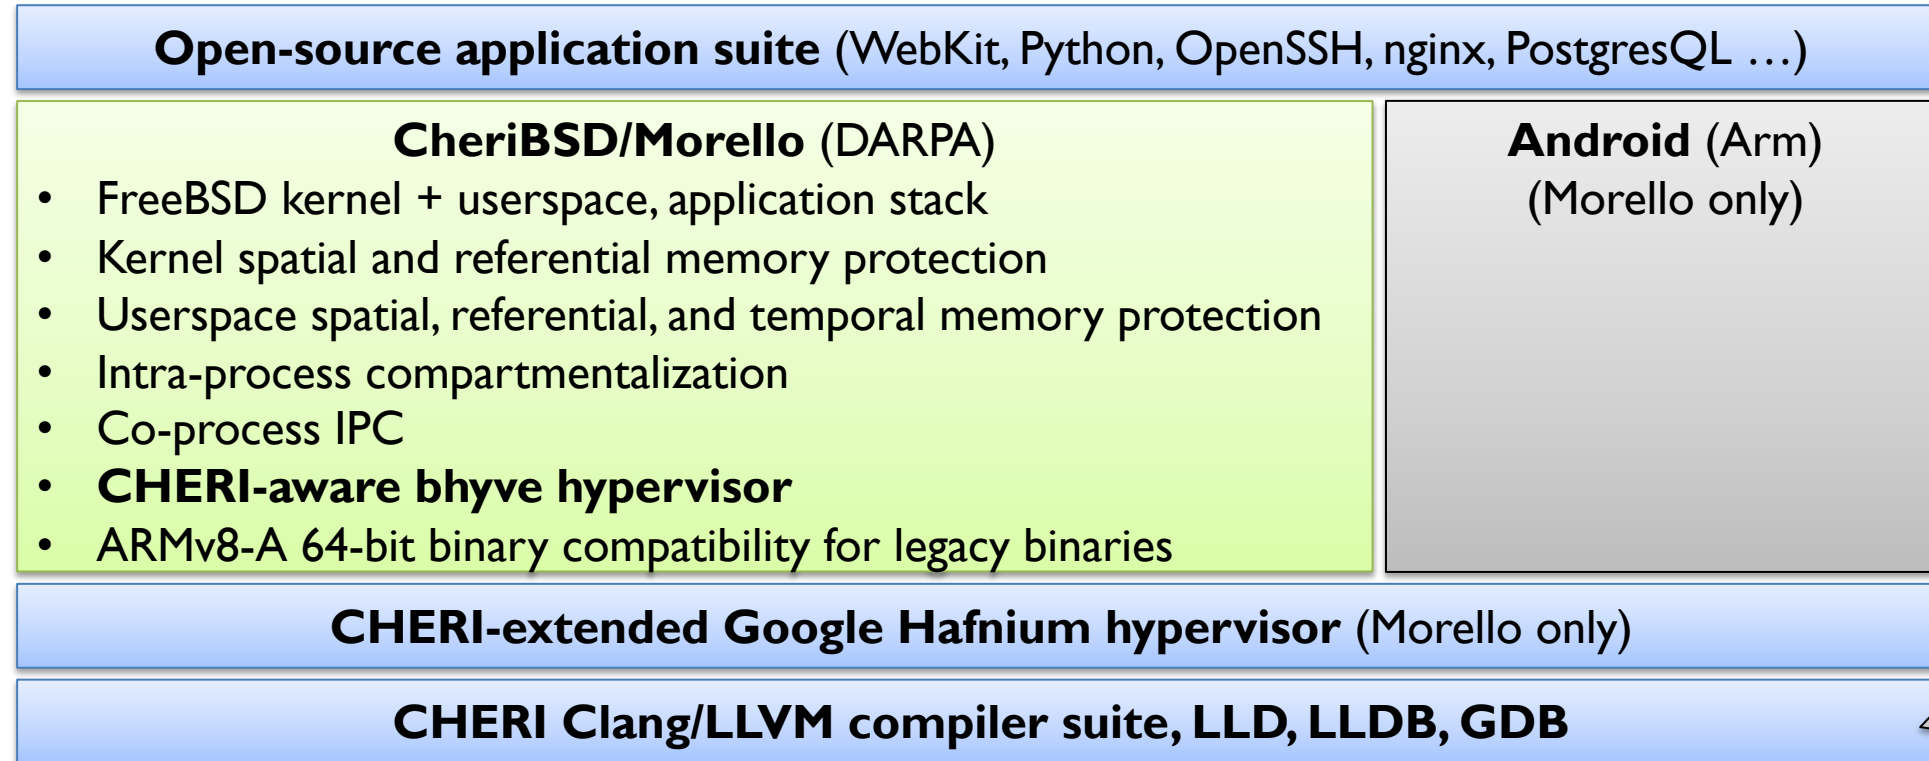 Open-source application suite (WebKit, Python, OpenSSH, nginx, PostgresQL …)
CheriBSD/Morello (DARPA)
• FreeBSD kernel + userspace, application stack
• Kernel spatial and referential memory protection
• Userspace spatial, referential, and temporal memory protection
• Intra-process compartmentalization
• Co-process IPC
• CHERI-aware bhyve hypervisor
• ARMv8-A 64-bit binary compatibility for legacy binaries
Android (Arm)
(Morello only)
CHERI-extended Google Hafnium hypervisor (Morello only)
CHERI Clang/LLVM compiler suite, LLD, LLDB, GDB